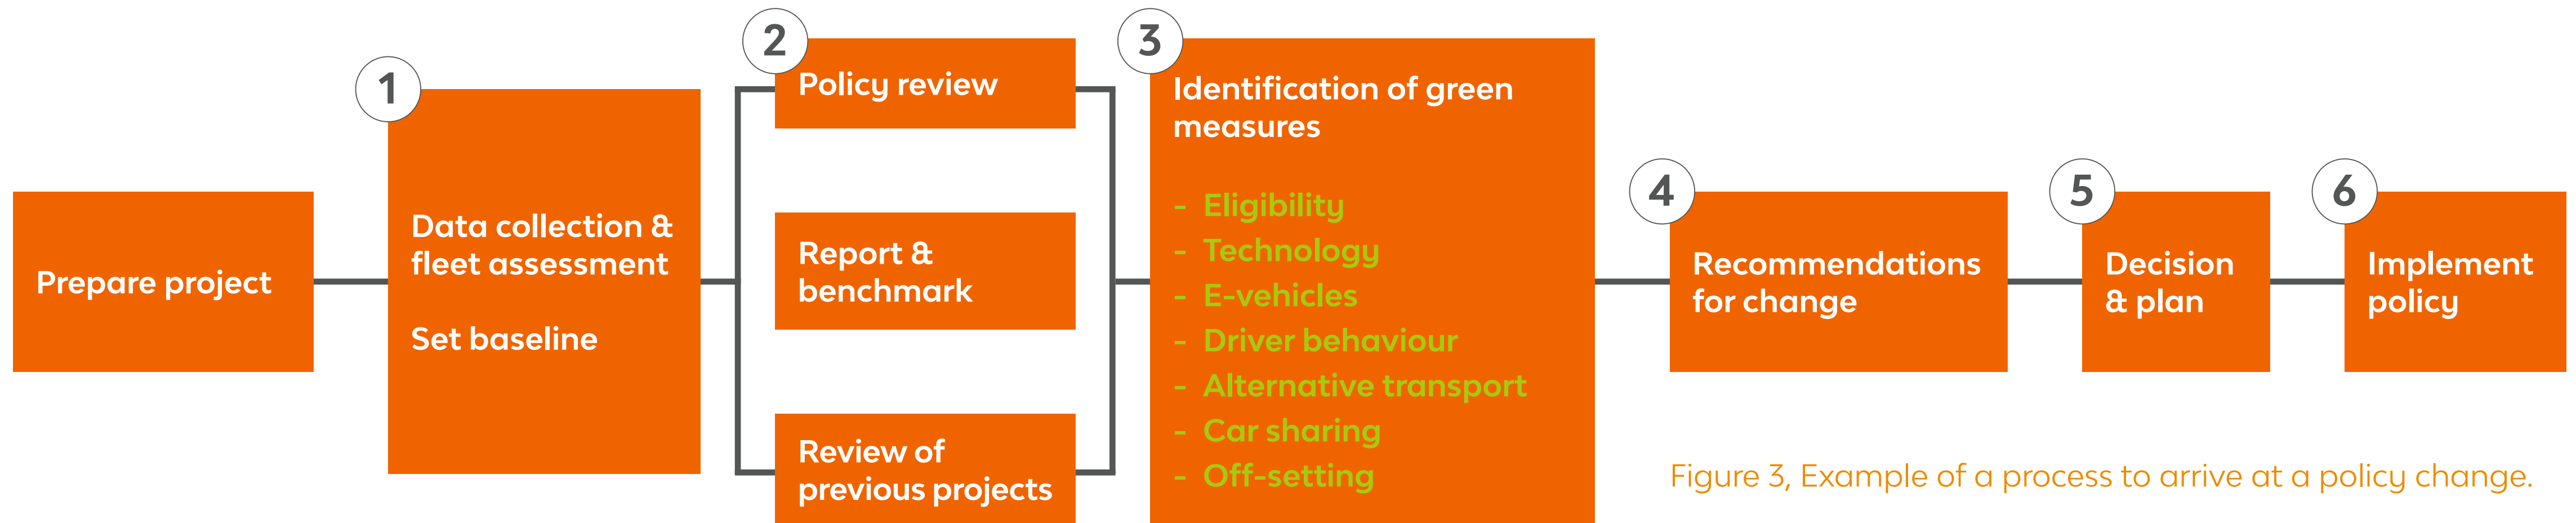 Prepare project
1
Data collection &
fleet assessment
Set baseline
2
Policy review
Report &
benchmark
Review of
previous projects
3
Identification of green
measures
- Eligibility
- Technology
- E-vehicles
- Driver behaviour
- Alternative transport
- Car sharing
- Off-setting
4
Recommendations
for change
5
Decision
& plan
6
Implement
policy
Figure 3, Example of a process to arrive at a policy change.